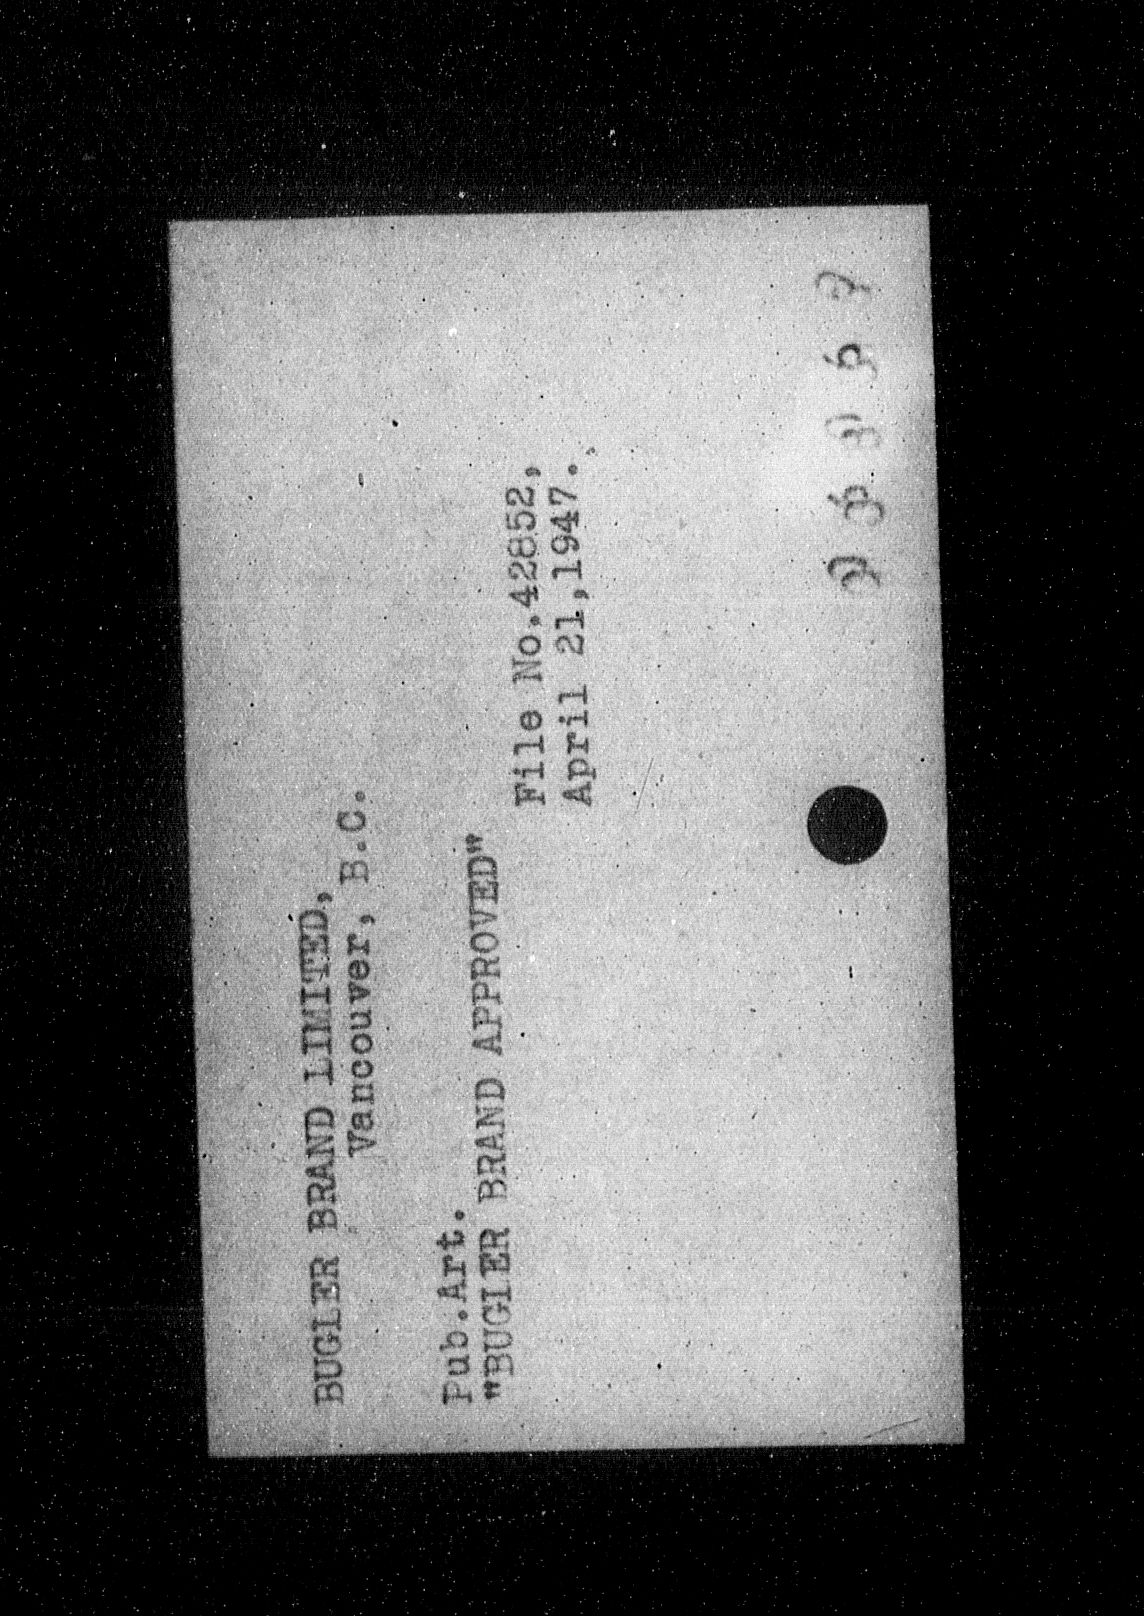 BUGLER BRAND LIMITED,
Vancouver, B.C.
Pub.Art.
"BUGLER BRAND APPROVED"
File No.42852,
April 21,1947.